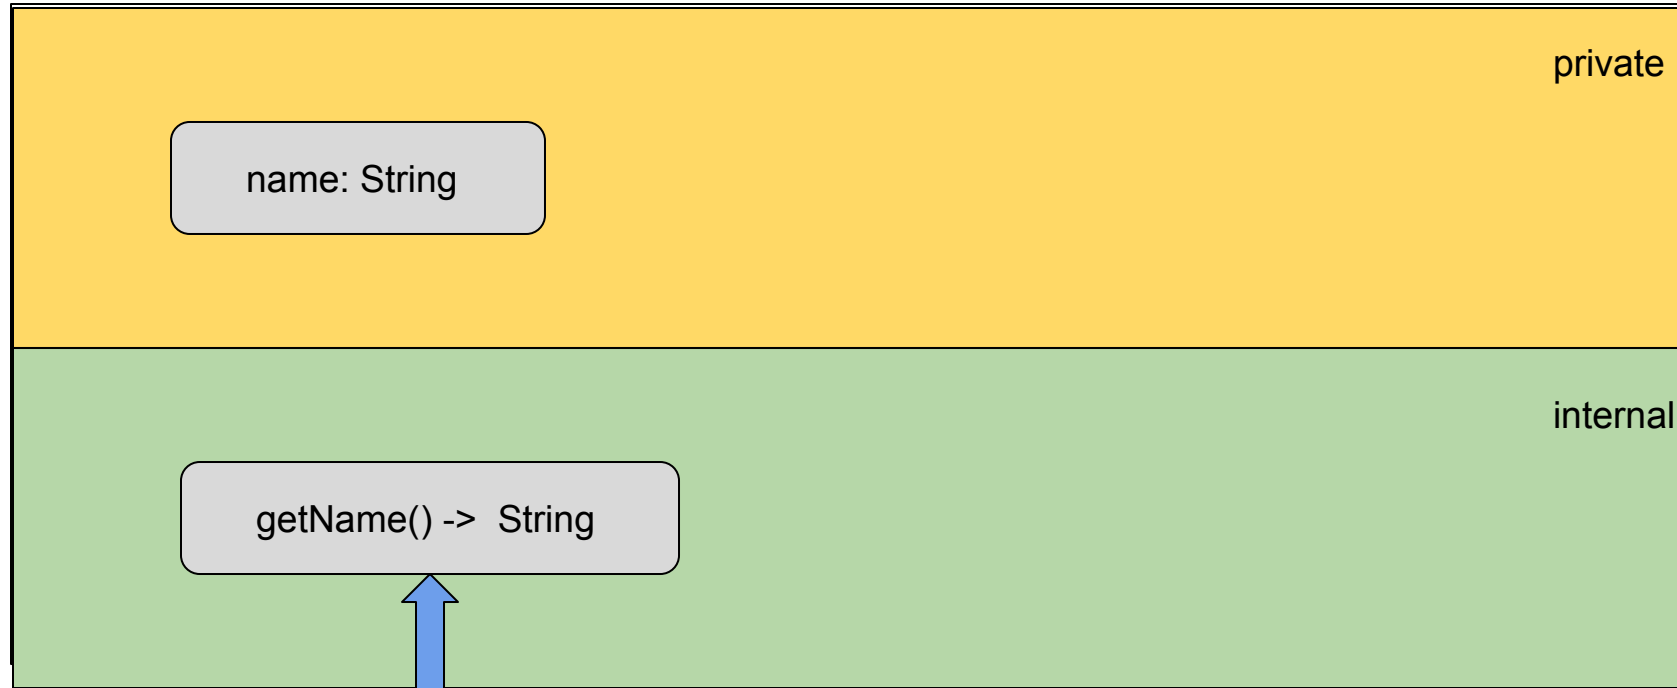 private
name: String
internal
getName() -> String